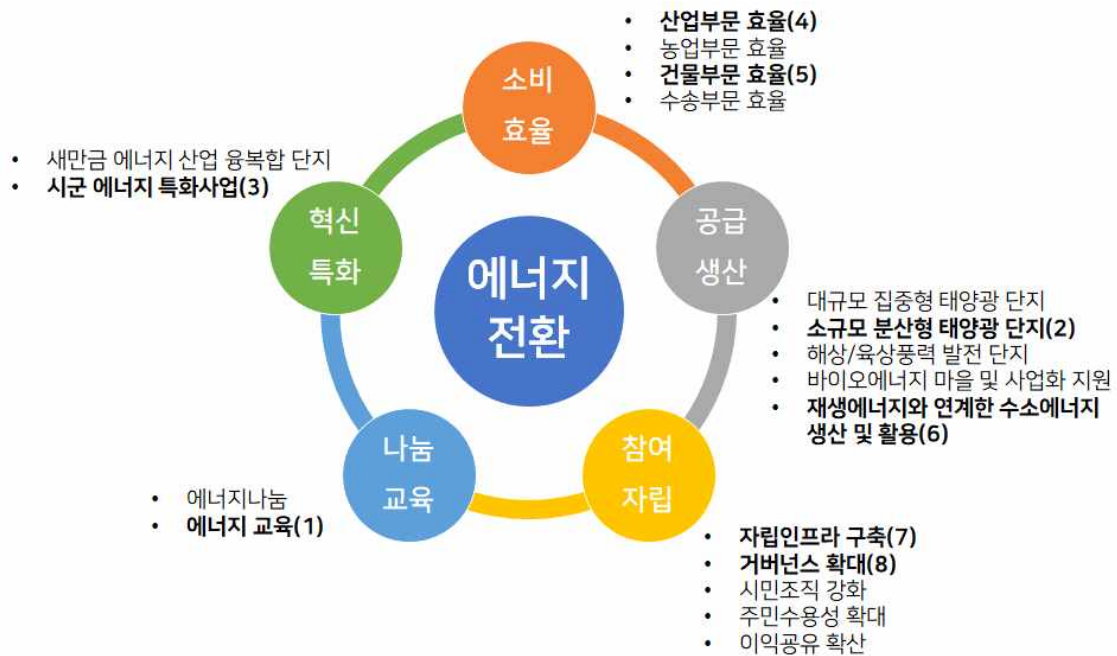 • 산업부문 효율(4)
• 농업부문 효율
• 건물부문 효율(5)
• 수송부문 효율
소비
효율
• 새만금 에너지 산업 융복합 단지
• 시군 에너지 특화사업(3)
혁신
특화
공급
생산
에너지
전환
• 대규모 집중형 태양광 단지
• 소규모 분산형 태양광 단지(2)
• 해상/육상풍력 발전 단지
• 바이오에너지 마을 및 사업화 지원
• 재생에너지와 연계한 수소에너지
생산 및 활용(6)
나눔
교육
참여
자립
• 에너지나눔
• 에너지 교육(1)
• 자립인프라 구축(7)
• 거버넌스 확대(8)
• 시민조직 강화
• 주민수용성 확대
• 이익공유 확산